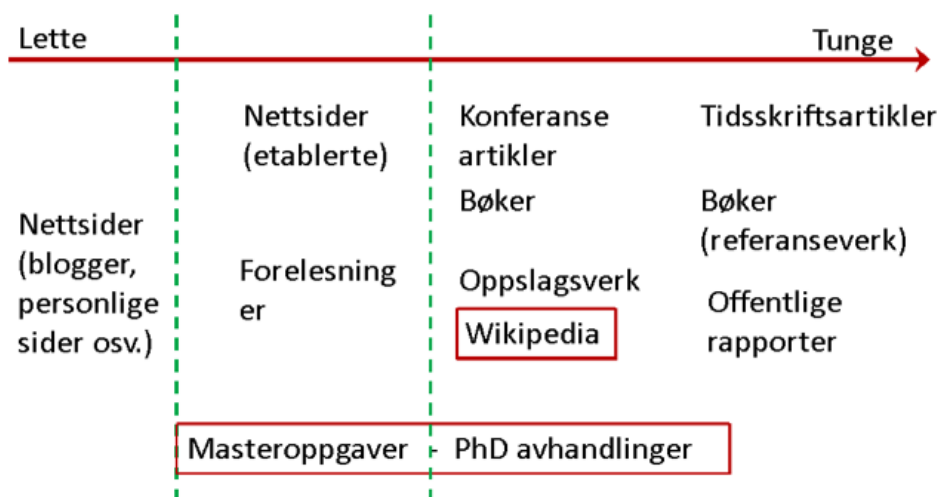 Lette
Tunge
Nettsider
(blogger,
personlige
sider osv.)
Nettsider
(etablerte)
Forelesning
er
Konferanse
artikler
Bøker
Oppslagsverk
Wikipedia
Tidsskriftsartikler
Bøker
(referanseverk)
Offentlige
rapporter
Masteroppgaver - PhD avhandlinger